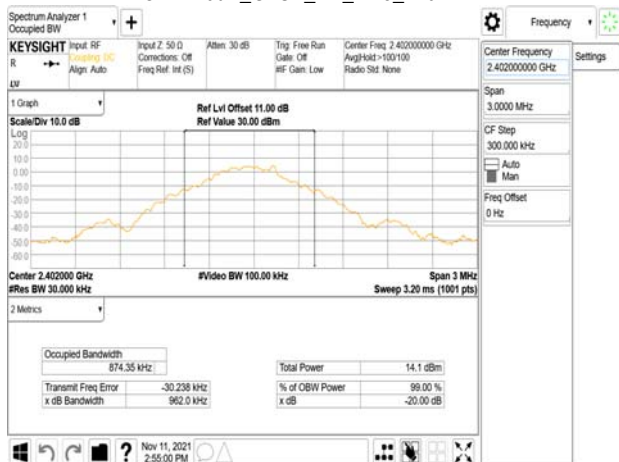 Spectrum Analyzer 1
Occupied BW
Frequency
KEYSIGHT
R
LV
Input: RF
Coupling: DC
Align: Auto
Input Z: 50 Ω
Corrections: Off
Freq Ref: Int (S)
Atten: 30 dB
Trig: Free Run
Gate: Off
#IF Gain: Low
Center Freq: 2.402000000 GHz
Avg|Hold:>100/100
Radio Std: None
Center Frequency
2.402000000 GHz
Settings
Span
3.0000 MHz
CF Step
300.000 kHz
Auto
Man
Freq Offset
0 Hz
1 Graph
Scale/Div 10.0 dB
Ref Lvl Offset 11.00 dB
Ref Value 30.00 dBm
Log
20.0
10.0
0.00
-10.0
-20.0
-30.0
-40.0
-50.0
-60.0
Center 2.402000 GHz
#Res BW 30.000 kHz
#Video BW 100.00 kHz
Span 3 MHz
Sweep 3.20 ms (1001 pts)
2 Metrics
Occupied Bandwidth
874.35 kHz
Total Power 14.1 dBm
Transmit Freq Error -30.238 kHz
% of OBW Power 99.00 %
x dB Bandwidth 962.0 kHz
x dB -20.00 dB
Nov 11, 2021
2:55:00 PM